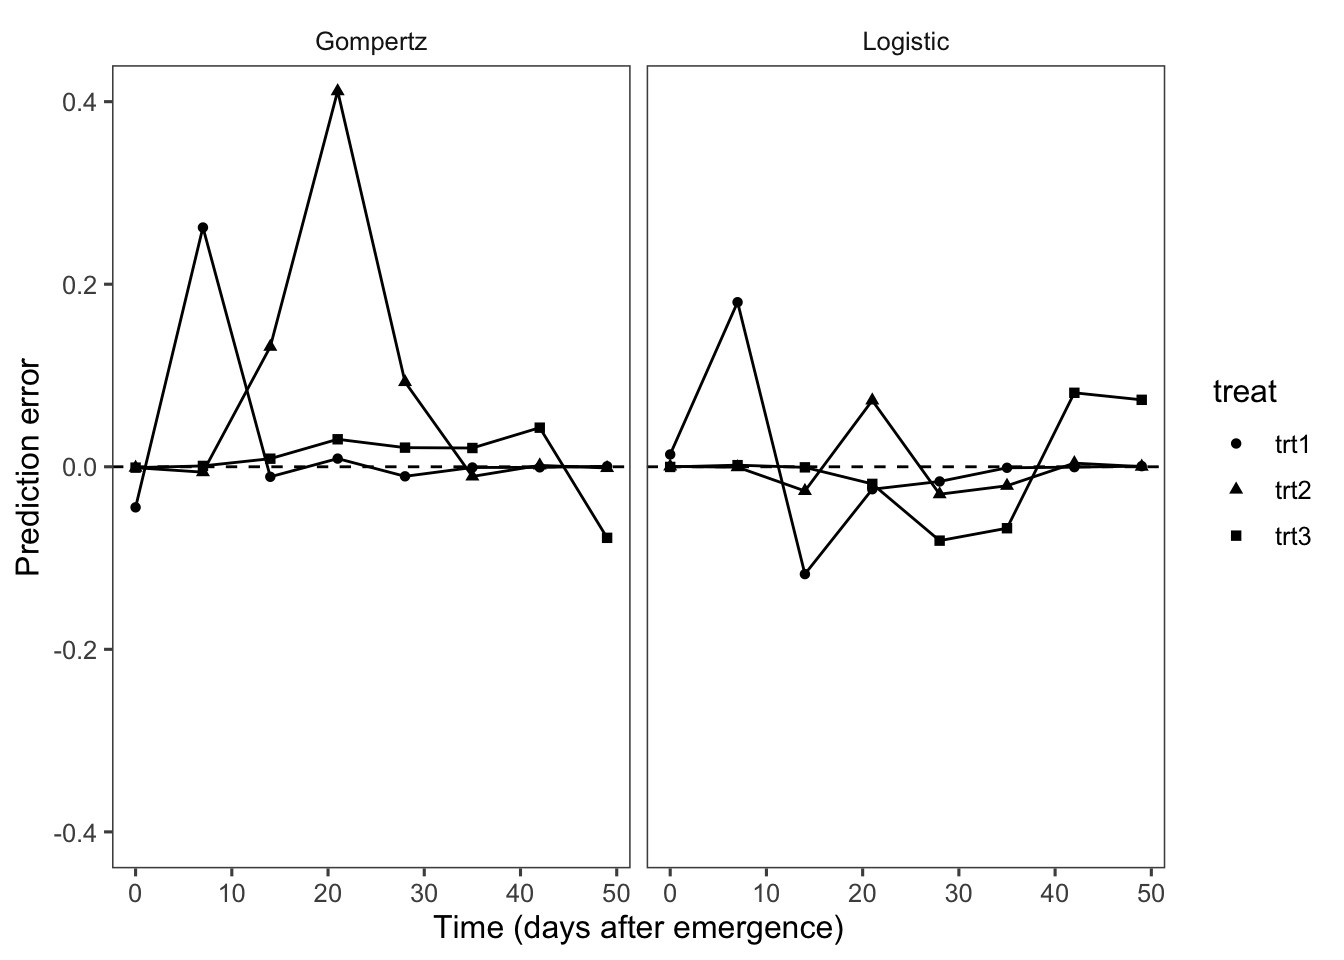 Gompertz
Logistic
0.4
0.2
0.0
-0.2
-0.4
Prediction error
0 10 20 30 40 50
0 10 20 30 40 50
Time (days after emergence)
treat
trt1
trt2
trt3